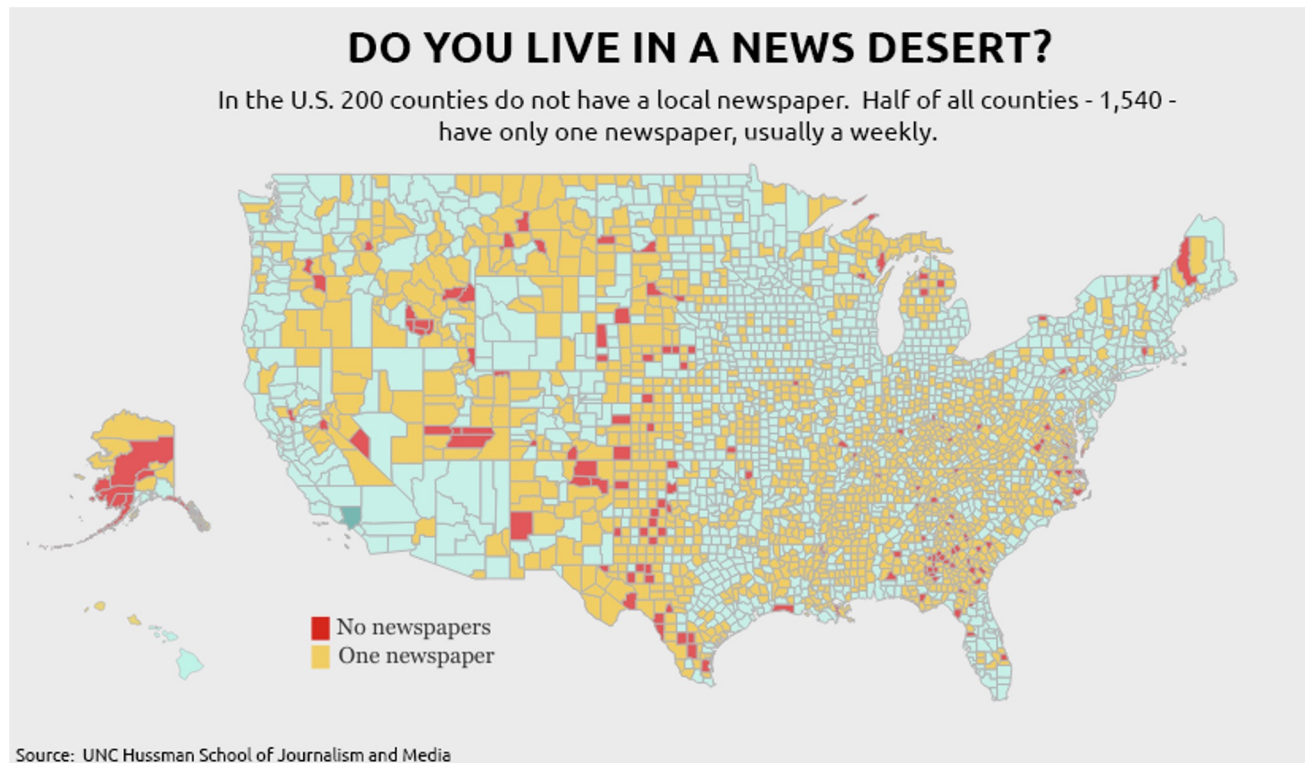 DO YOU LIVE IN A NEWS DESERT?
In the U.S. 200 counties do not have a local newspaper. Half of all counties - 1,540 -
have only one newspaper, usually a weekly.
No newspapers
One newspaper
Source: UNC Hussman School of Journalism and Media